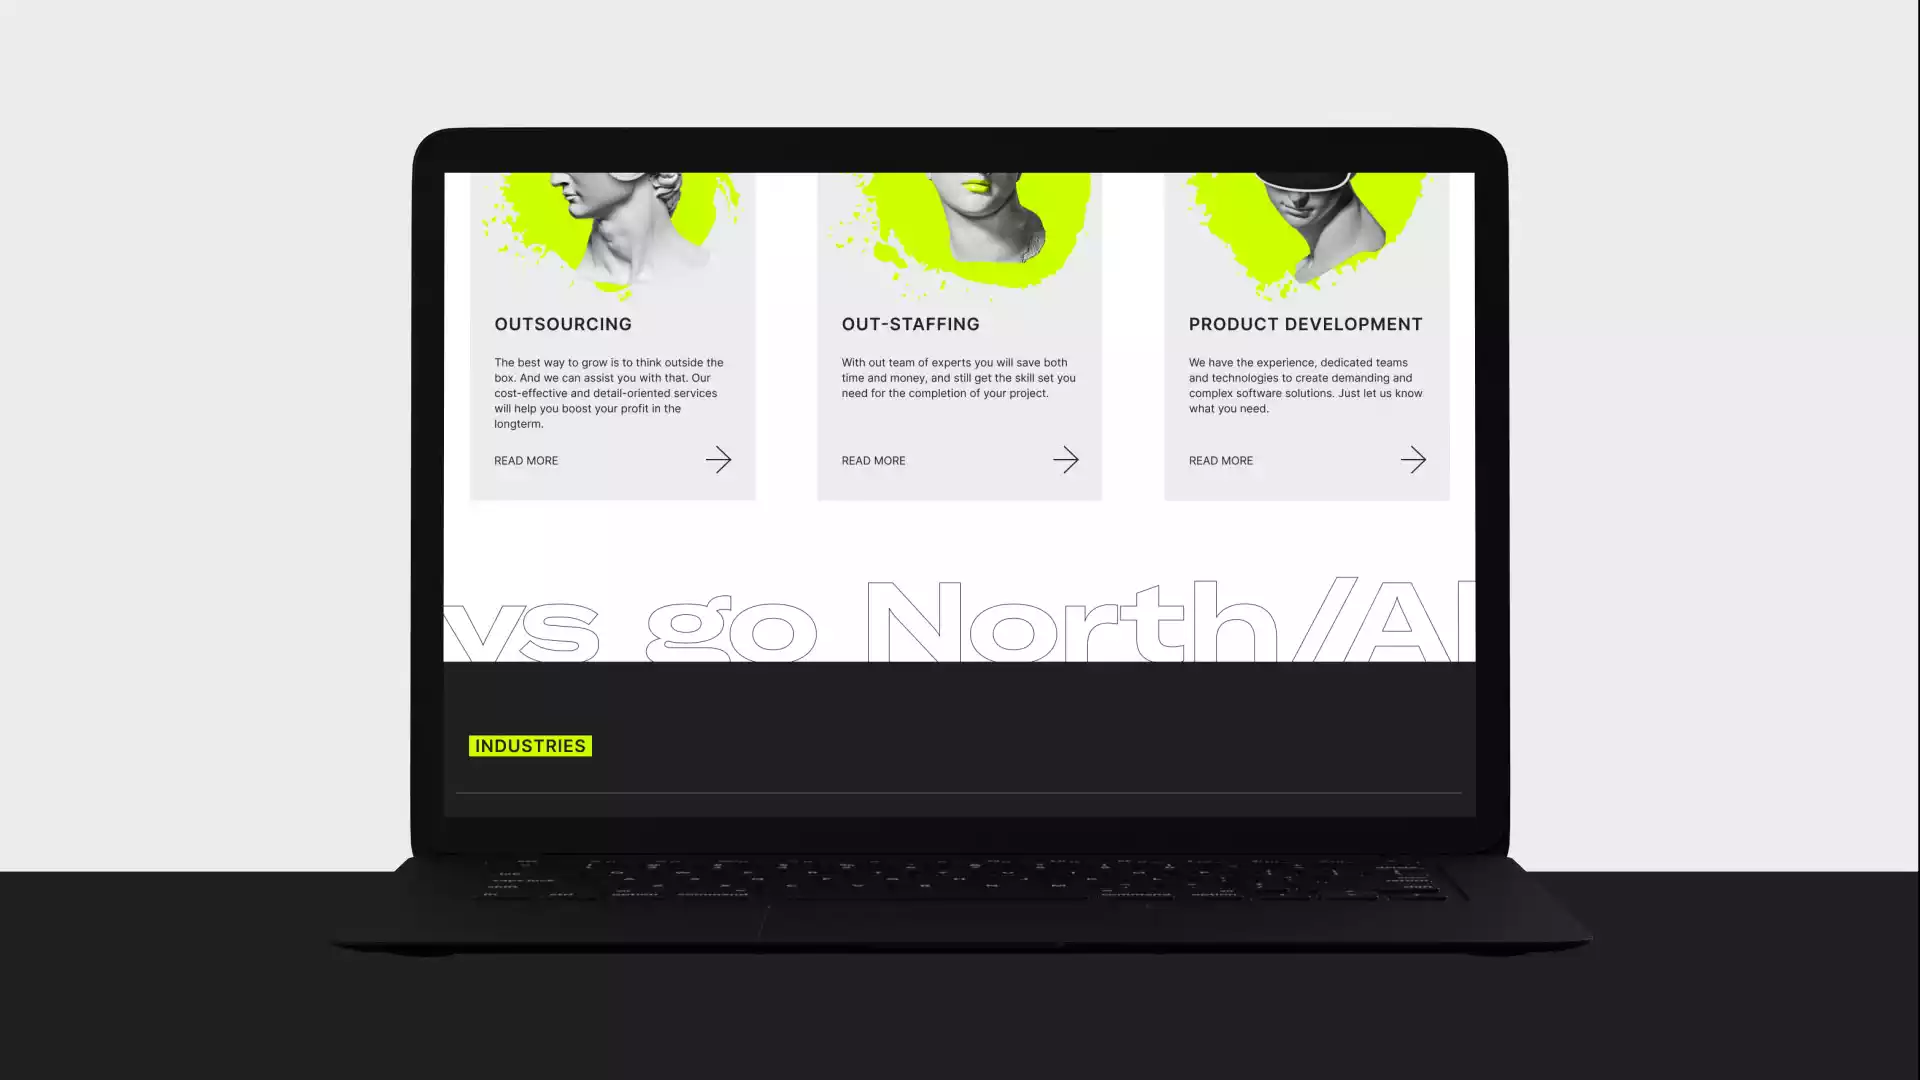 OUTSOURCING
The best way to grow is to think outside the
box. And we can assist you with that. Our
cost-effective and detail-oriented services
will help you boost your profit in the
longterm.
READ MORE
OUT-STAFFING
With out team of experts you will save both
time and money, and still get the skill set you
need for the completion of your project.
READ MORE
PRODUCT DEVELOPMENT
We have the experience, dedicated teams
and technologies to create demanding and
complex software solutions. Just let us know
what you need.
READ MORE
ys go North/Al
INDUSTRIES
command
option
command
option